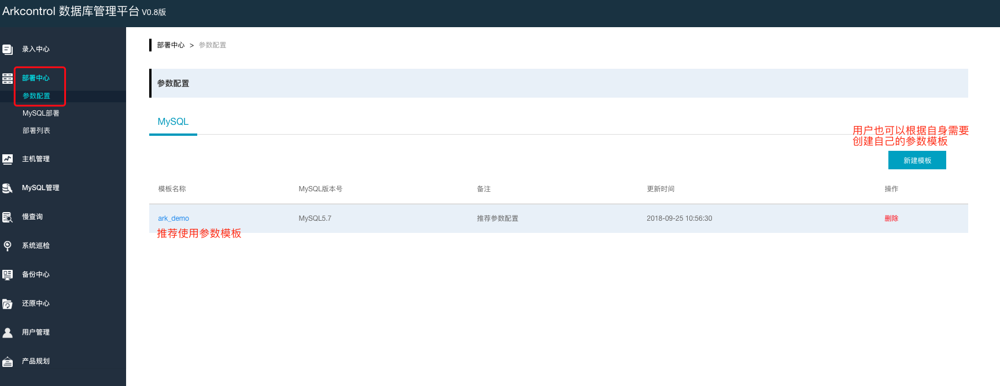 Arkcontrol 数据库管理平台 V0.8版
录入中心
部署中心
参数配置
MySQL部署
部署列表
主机管理
MySQL管理
慢查询
系统巡检
备份中心
还原中心
用户管理
产品规划
部署中心 > 参数配置
参数配置
MySQL
用户也可以根据自身需要
创建自己的参数模板
新建模板
模板名称 MySQL版本号 备注 更新时间 操作
ark_demo MySQL5.7 推荐参数配置 2018-09-25 10:56:30 删除
推荐使用参数模板